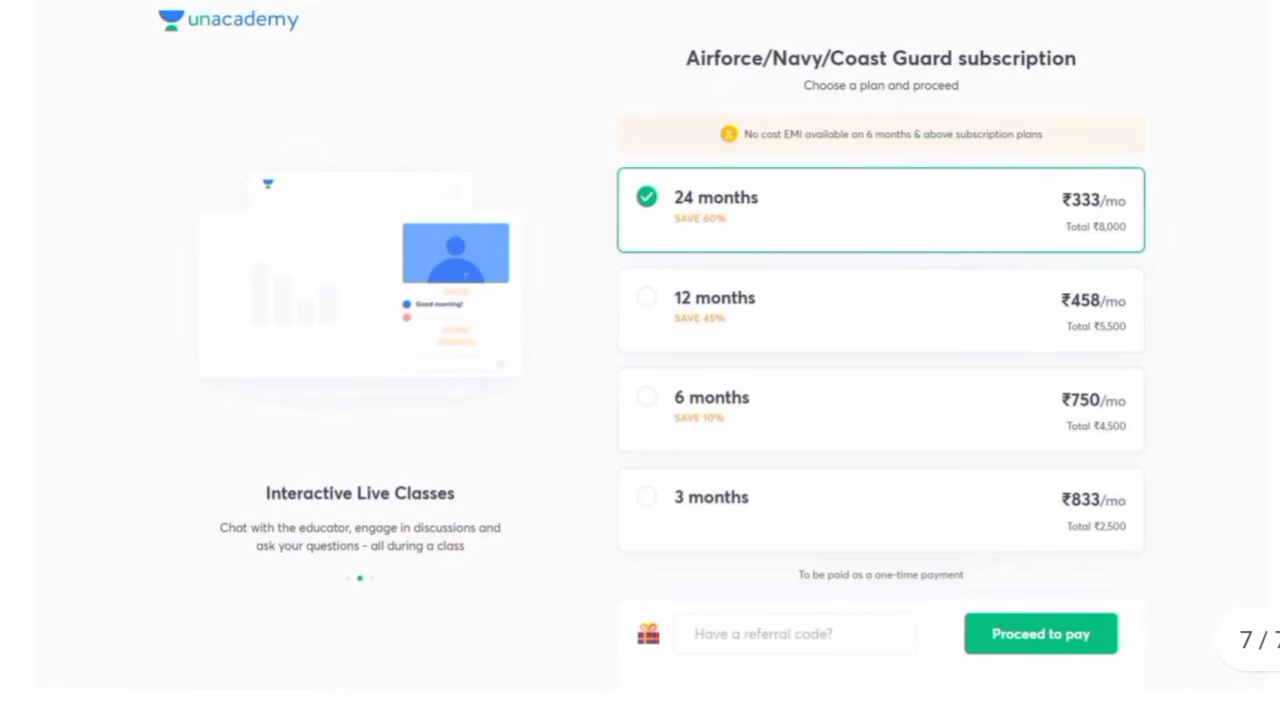 unacademy
Airforce/Navy/Coast Guard subscription
Choose a plan and proceed
No cost EMI available on 6 months & above subscription plans
24 months
₹333/mo
SAVE 60%
Total ₹8,000
12 months
₹458/mo
SAVE 45%
Total ₹5,500
6 months
₹750/mo
SAVE 10%
Total ₹4,500
3 months
₹833/mo
Total ₹2,500
To be paid as a one-time payment
Have a referral code?
Proceed to pay
Good morning!
Interactive Live Classes
Chat with the educator, engage in discussions and
ask your questions - all during a class
7 / 7